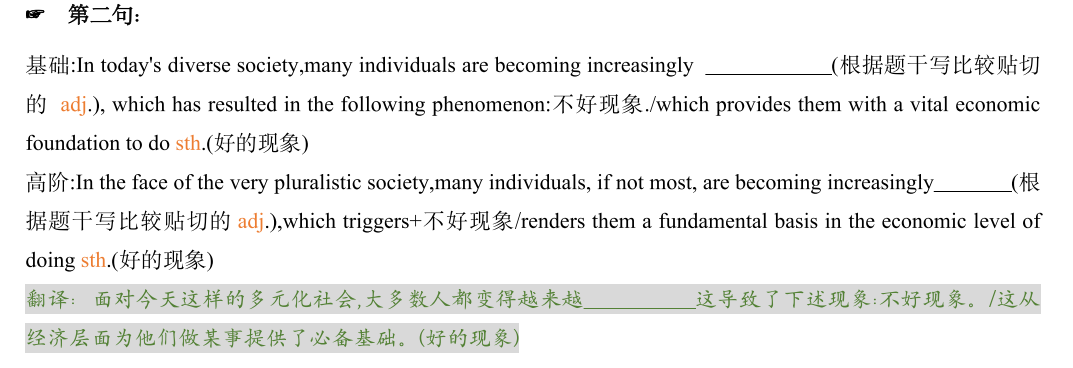 ☛ 第二句：
基础:In today's diverse society,many individuals are becoming increasingly ___________(根据题干写比较贴切
的 adj.), which has resulted in the following phenomenon:不好现象./which provides them with a vital economic
foundation to do sth.(好的现象)
高阶:In the face of the very pluralistic society,many individuals, if not most, are becoming increasingly_______(根
据题干写比较贴切的 adj.),which triggers+不好现象/renders them a fundamental basis in the economic level of
doing sth.(好的现象)
翻译： 面对今天这样的多元化社会,大多数人都变得越来越__________这导致了下述现象:不好现象。/这从
经济层面为他们做某事提供了必备基础。(好的现象)